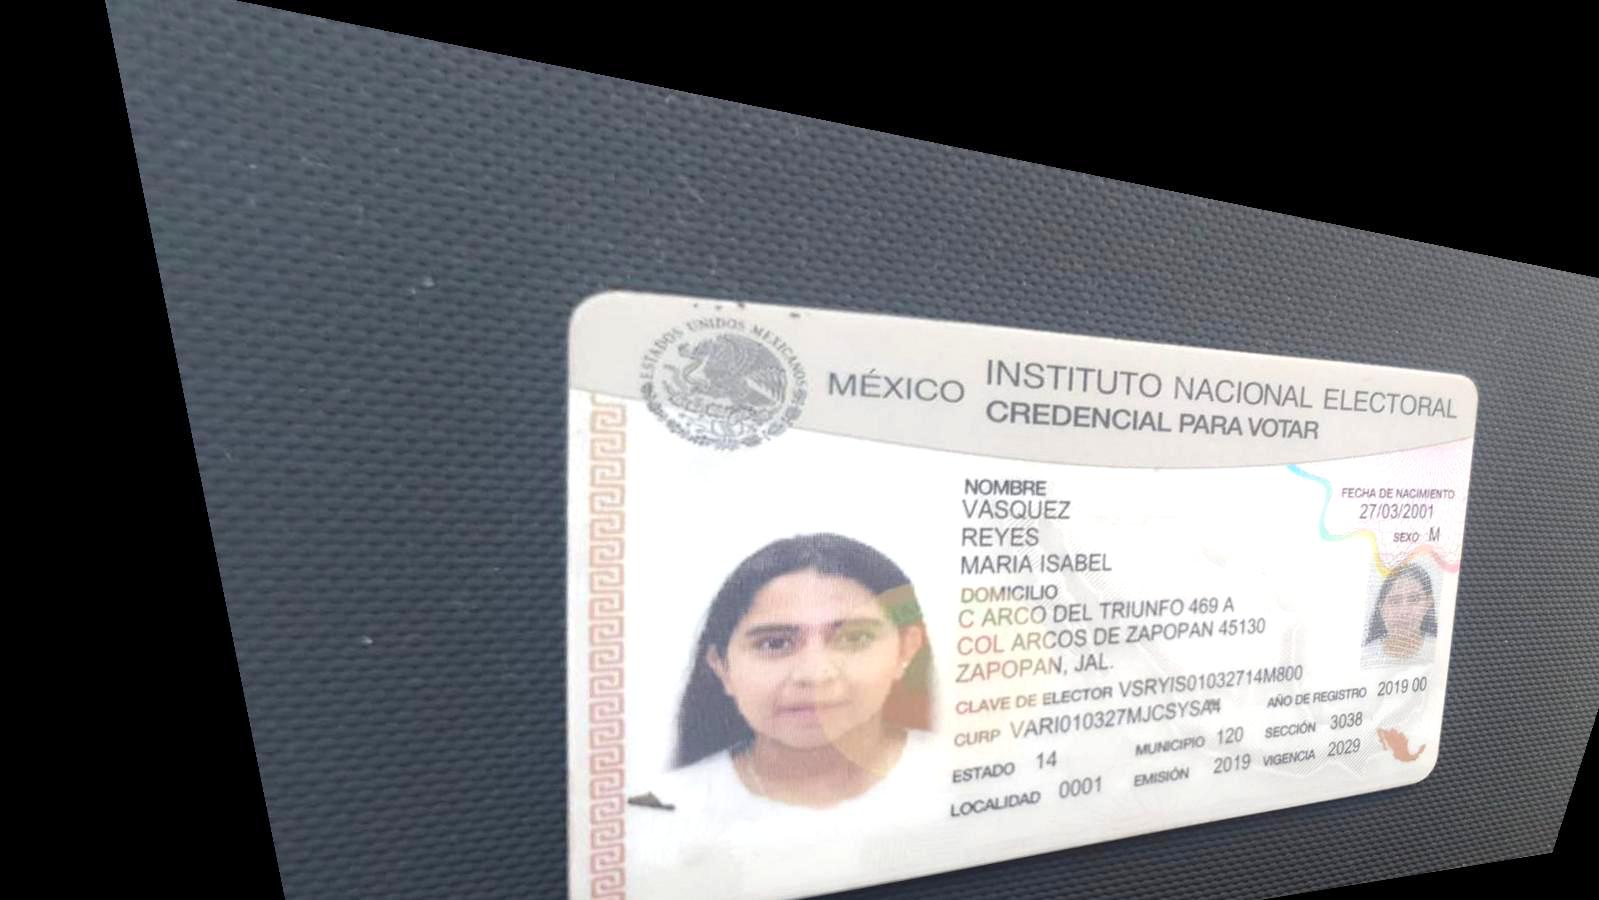 ESTADOS UNIDOS MEXICANOS
MÉXICO
INSTITUTO NACIONAL ELECTORAL
CREDENCIAL PARA VOTAR
NOMBRE
VASQUEZ
REYES
MARIA ISABEL
FECHA DE NACIMIENTO
27/03/2001
SEXO M
DOMICILIO
C ARCO DEL TRIUNFO 469 A
COL ARCOS DE ZAPOPAN 45130
ZAPOPAN, JAL.
CLAVE DE ELECTOR VSRYIS01032714M800
CURP
AÑO DE REGISTRO 2019 00
ESTADO 14
MUNICIPIO 120
SECCIÓN 3038
LOCALIDAD 0001
EMISIÓN 2019
VIGENCIA 2029